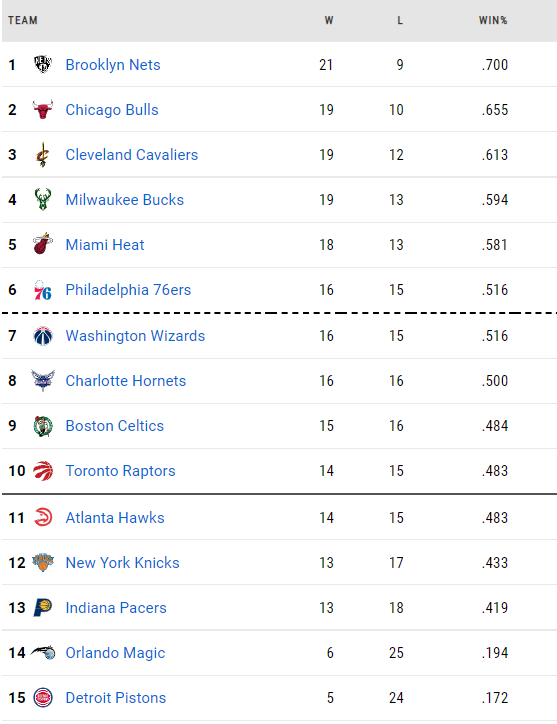 TEAM W L WIN%
1 Brooklyn Nets 21 9 .700
2 Chicago Bulls 19 10 .655
3 Cleveland Cavaliers 19 12 .613
4 Milwaukee Bucks 19 13 .594
5 Miami Heat 18 13 .581
6 76 Philadelphia 76ers 16 15 .516
7 Washington Wizards 16 15 .516
8 Charlotte Hornets 16 16 .500
9 Boston Celtics 15 16 .484
10 Toronto Raptors 14 15 .483
11 Atlanta Hawks 14 15 .483
12 New York Knicks 13 17 .433
13 Indiana Pacers 13 18 .419
14 Orlando Magic 6 25 .194
15 Detroit Pistons 5 24 .172